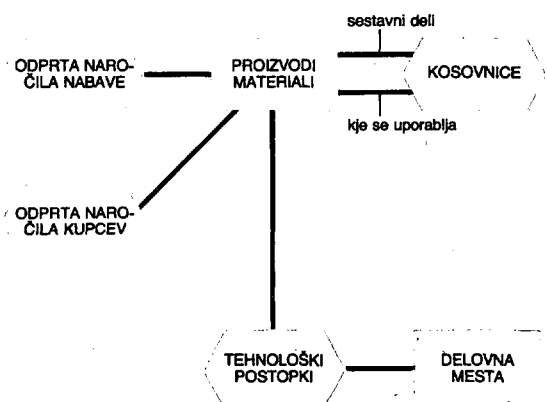 sestavni deli
ODPRTA NARO-
ČILA NABAVE
PROIZVODI
MATERIALI
KOSOVNICE
kje se uporablja
ODPRTA NARO-
ČILA KUPCEV
TEHNOLOŠKI
POSTOPKI
DELOVNA
MESTA